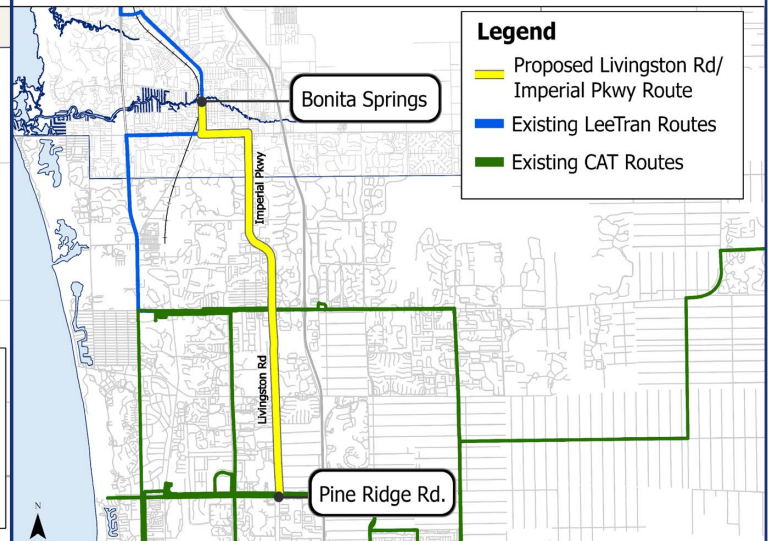 Legend
Proposed Livingston Rd/
Imperial Pkwy Route
Existing LeeTran Routes
Existing CAT Routes
Bonita Springs
Imperial Pkwy
Livingston Rd
Pine Ridge Rd.
N